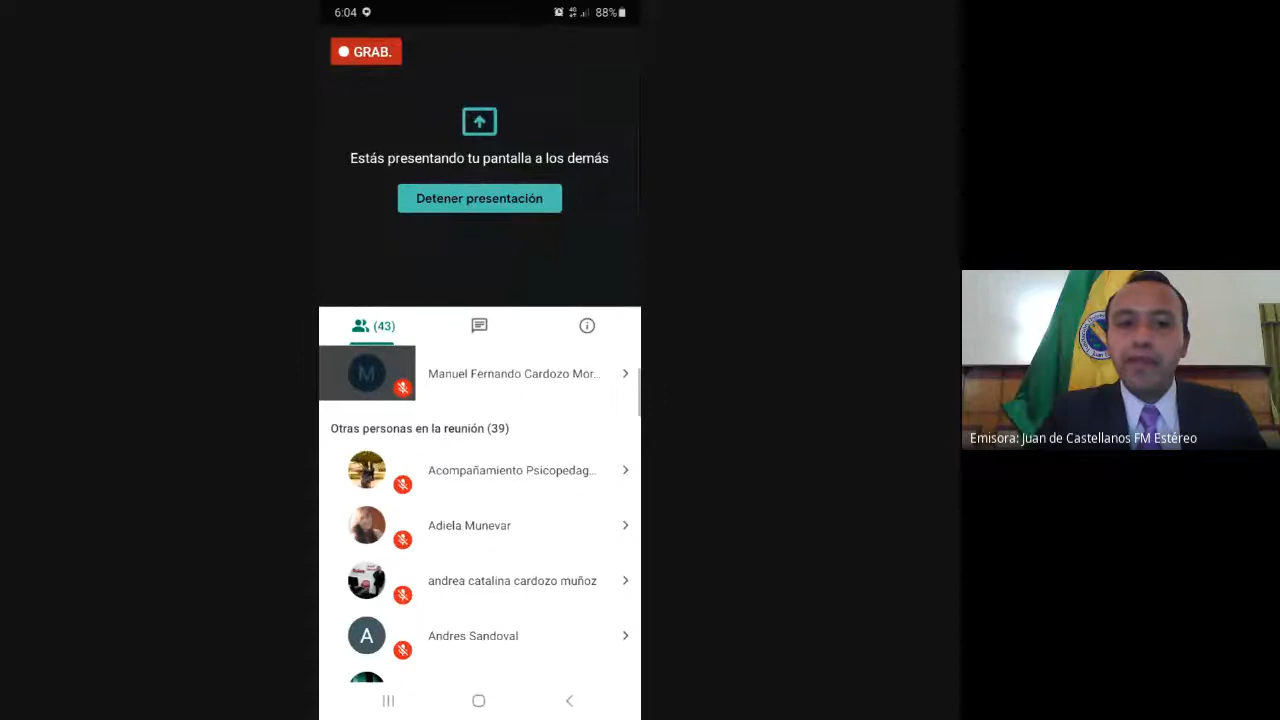 6:04
88%
GRAB.
Estás presentando tu pantalla a los demás
Detener presentación
(43)
M
Manuel Fernando Cardozo Mor...
Otras personas en la reunión (39)
Acompañamiento Psicopedag...
Adiela Munevar
andrea catalina cardozo muñoz
A
Andres Sandoval
Emisora: Juan de Castellanos FM Estéreo